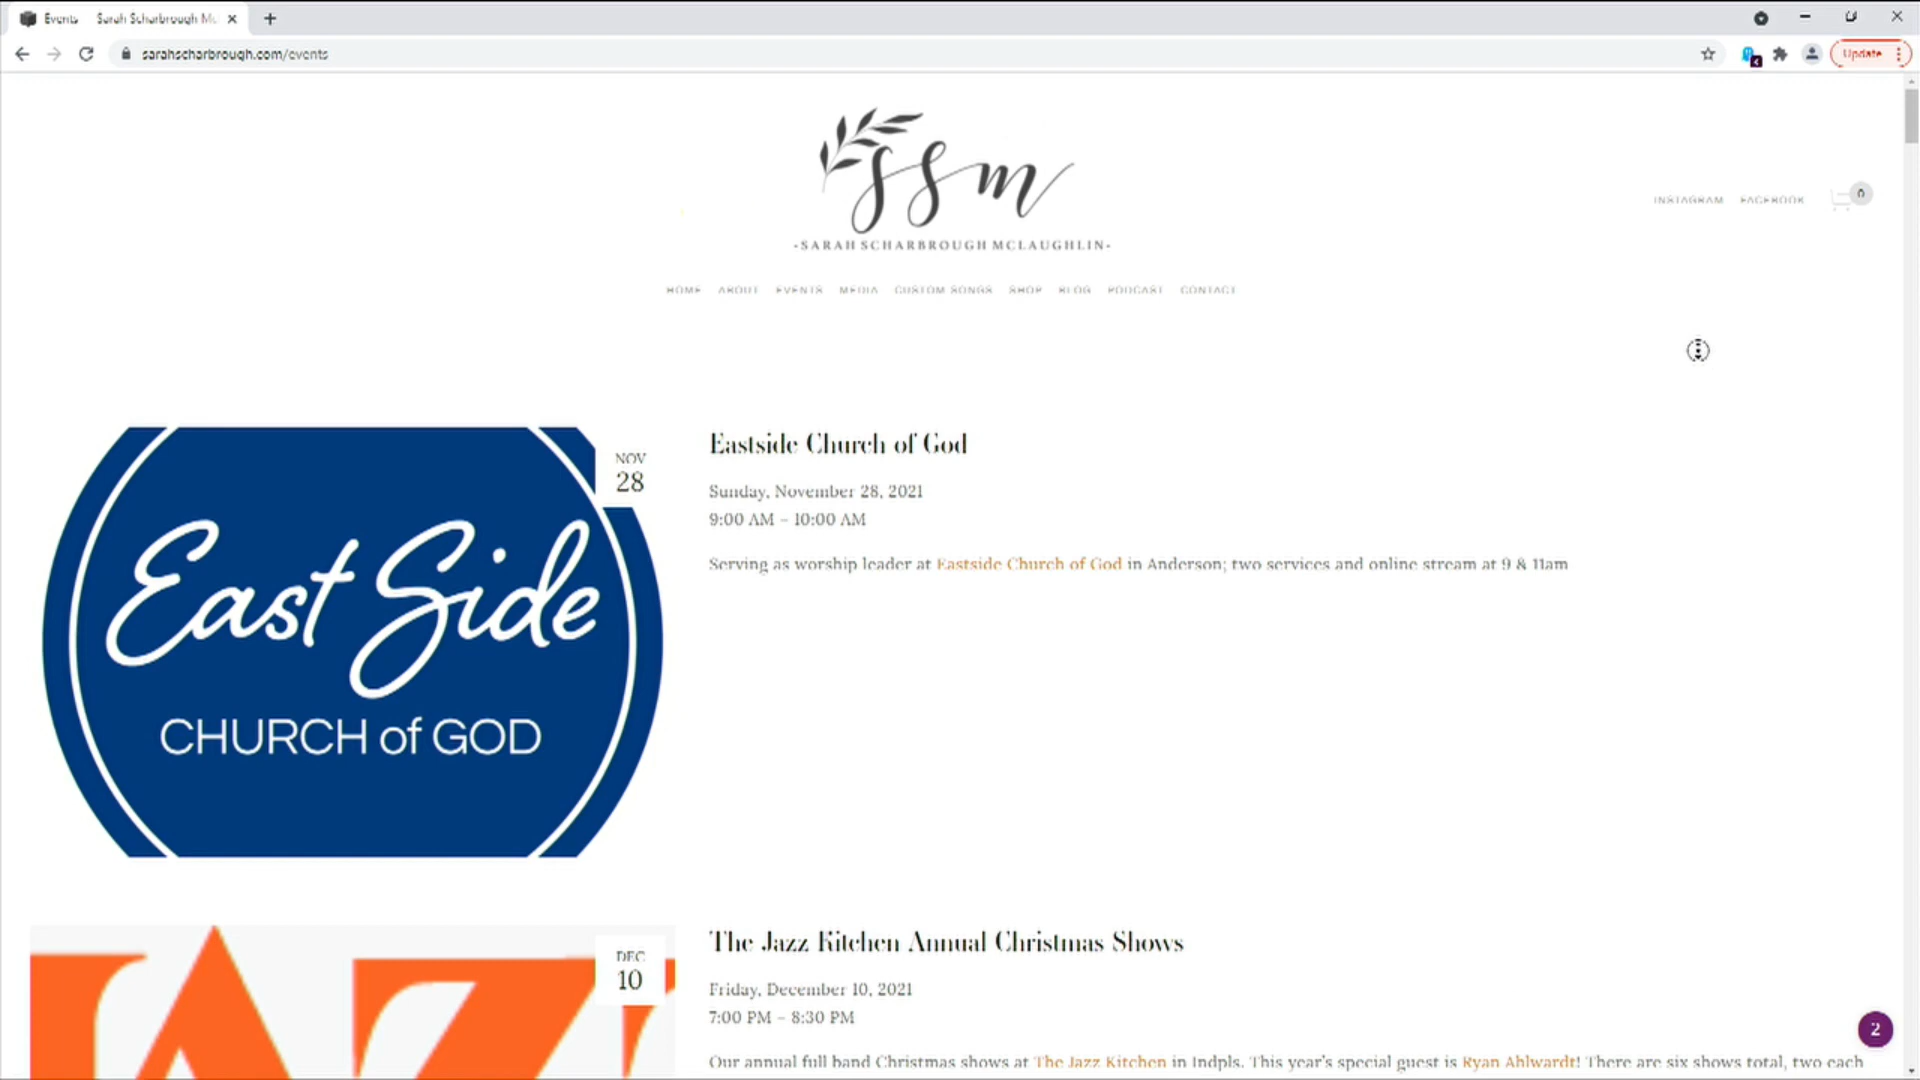 Events Sarah Scharbrough Mc
sarahscharbrough.com/events
Update
ssm
-SARAH SCHARBROUGH MCLAUGHLIN-
INSTAGRAM FACEBOOK 0
HOME ABOUT EVENTS MEDIA CUSTOM SONGS SHOP BLOG PODCAST CONTACT
NOV
28
East Side
CHURCH of GOD
Eastside Church of God
Sunday, November 28, 2021
9:00 AM – 10:00 AM
Serving as worship leader at Eastside Church of God in Anderson; two services and online stream at 9 & 11am
DEC
10
The Jazz Kitchen Annual Christmas Shows
Friday, December 10, 2021
7:00 PM – 8:30 PM
Our annual full band Christmas shows at The Jazz Kitchen in Indpls. This year's special guest is Ryan Ahlwardt! There are six shows total, two each
2